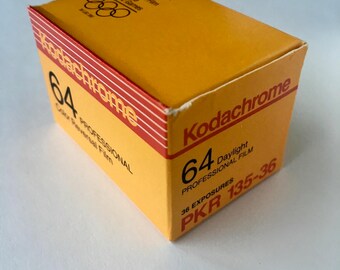 Kodachrome
64 PROFESSIONAL
Color Reversal Film
Kodachrome
64 Daylight
PROFESSIONAL FILM
36 EXPOSURES
PKR 135-36